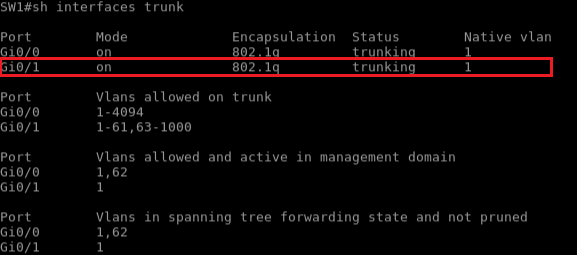 SW1#sh interfaces trunk
Port Mode Encapsulation Status Native vlan
Gi0/0 on 802.1q trunking 1
Gi0/1 on 802.1q trunking 1
Port Vlans allowed on trunk
Gi0/0 1-4094
Gi0/1 1-61,63-1000
Port Vlans allowed and active in management domain
Gi0/0 1,62
Gi0/1 1
Port Vlans in spanning tree forwarding state and not pruned
Gi0/0 1,62
Gi0/1 1